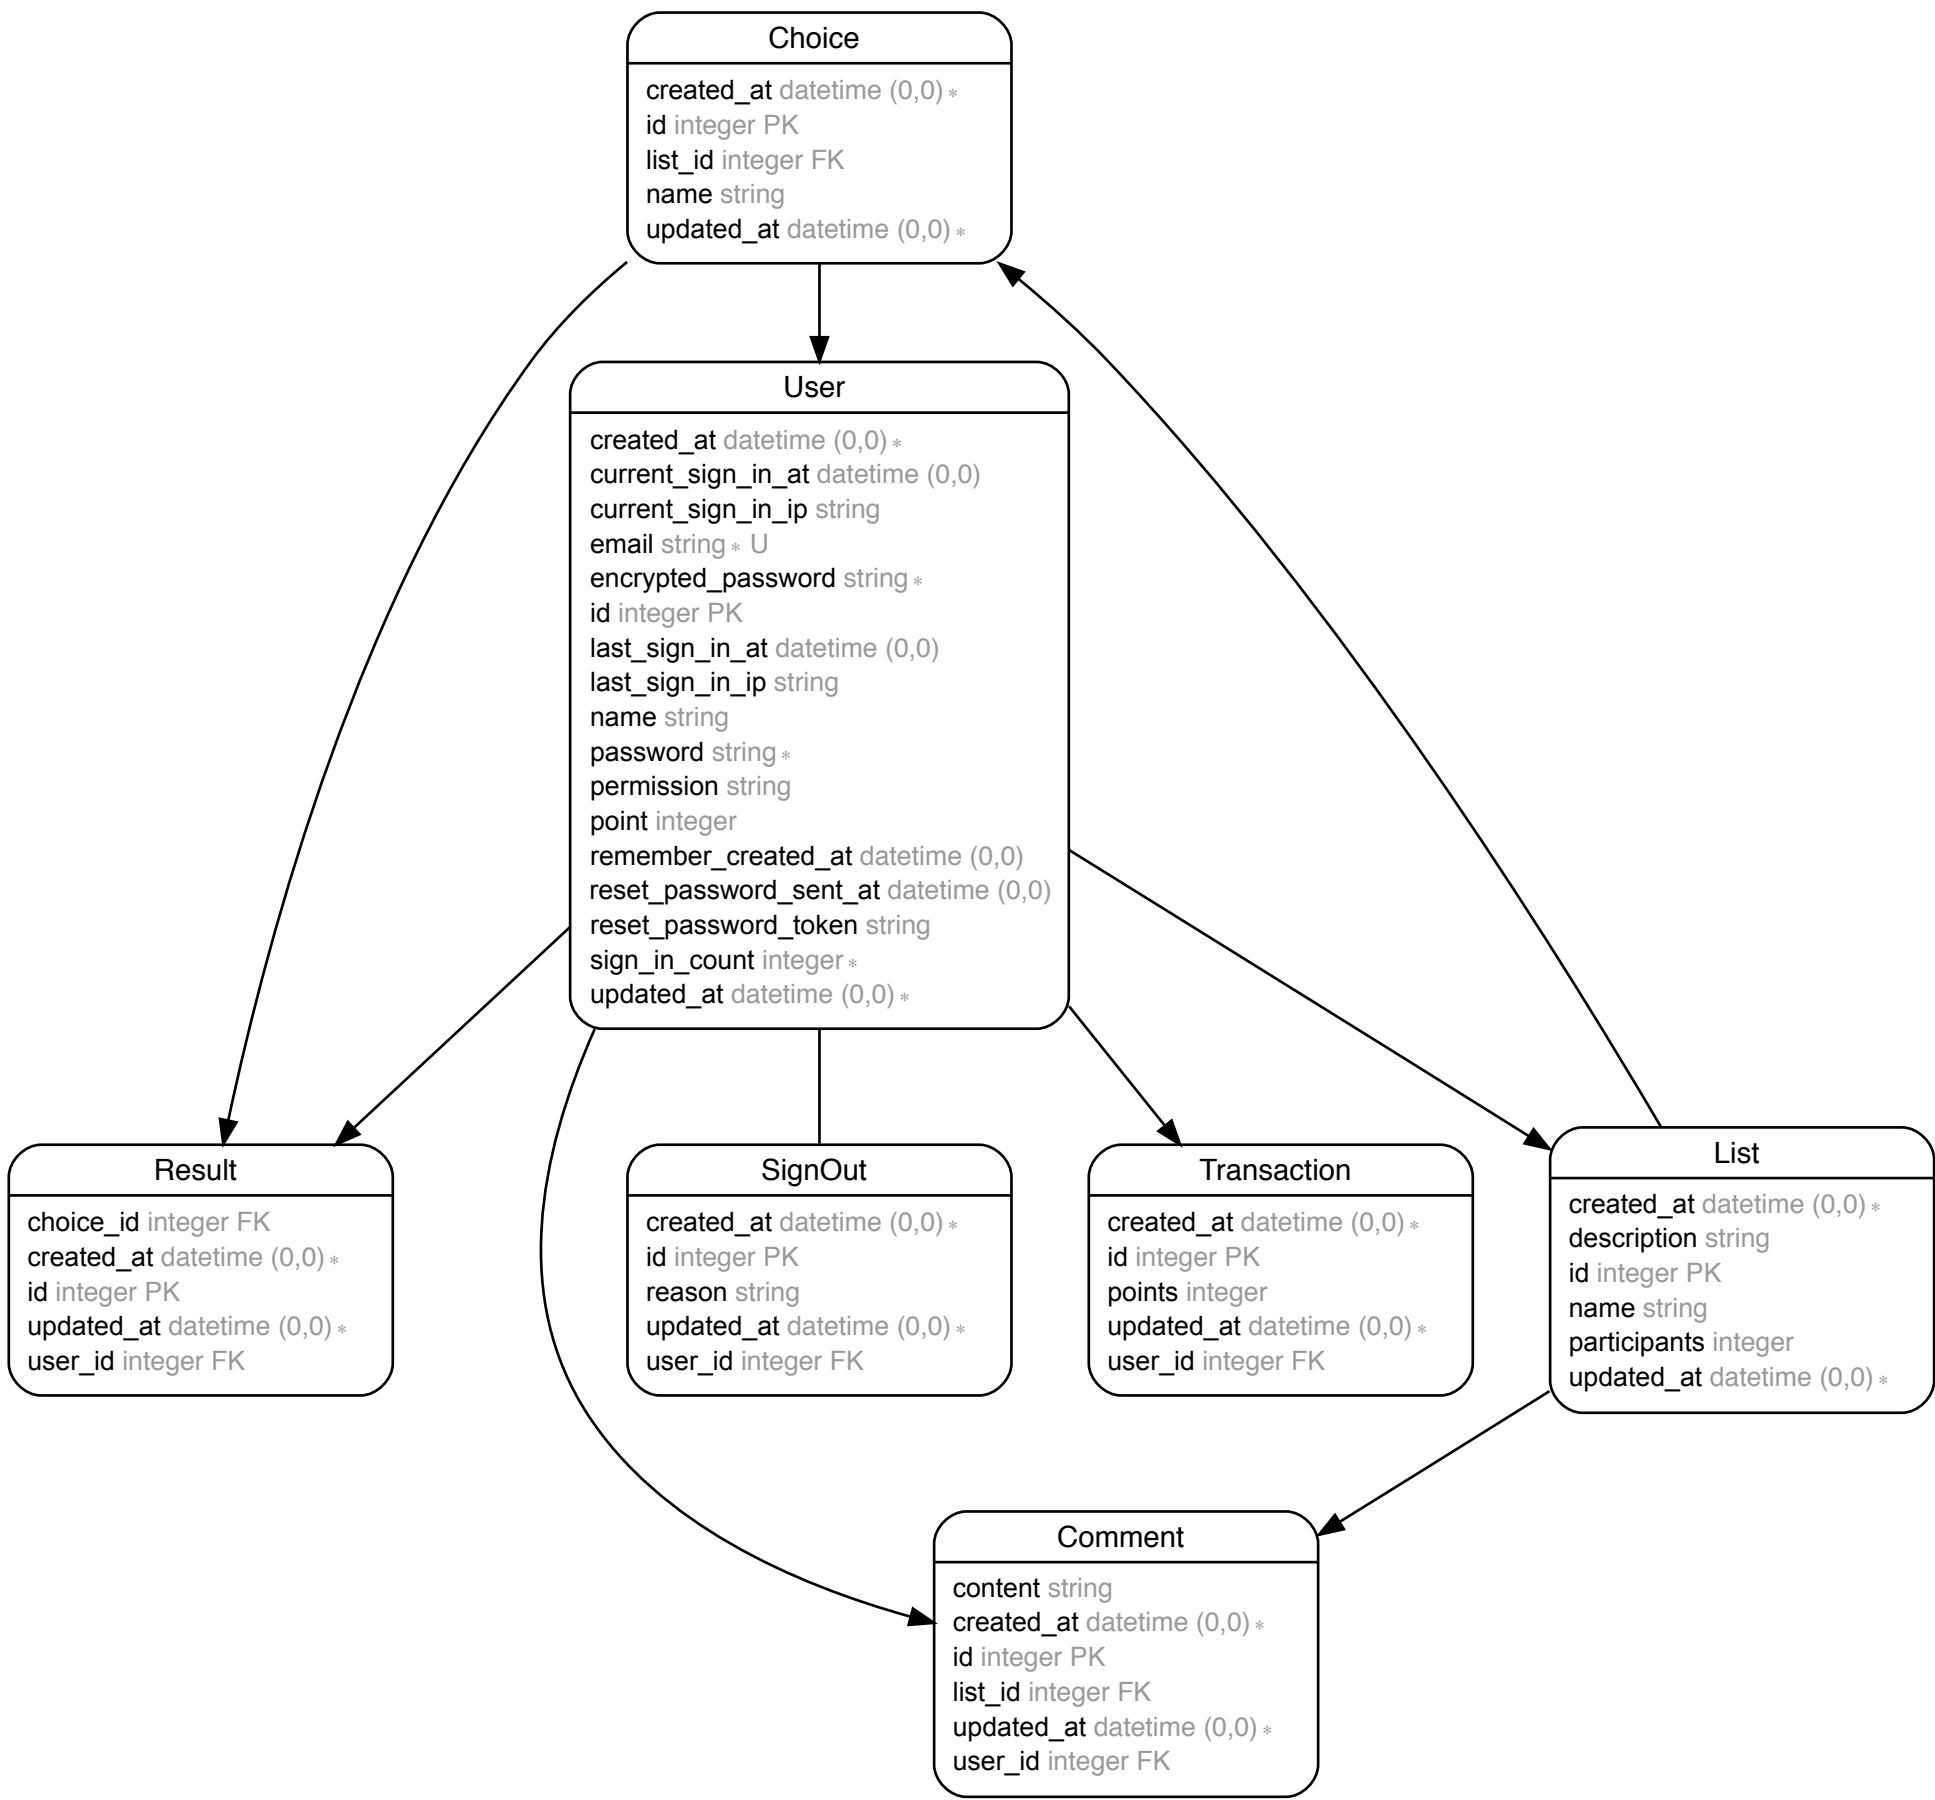 Choice
created_at datetime (0,0) *
id integer PK
list_id integer FK
name string
updated_at datetime (0,0) *
User
created_at datetime (0,0) *
current_sign_in_at datetime (0,0)
current_sign_in_ip string
email string * U
encrypted_password string *
id integer PK
last_sign_in_at datetime (0,0)
last_sign_in_ip string
name string
password string *
permission string
point integer
remember_created_at datetime (0,0)
reset_password_sent_at datetime (0,0)
reset_password_token string
sign_in_count integer *
updated_at datetime (0,0) *
Result
choice_id integer FK
created_at datetime (0,0) *
id integer PK
updated_at datetime (0,0) *
user_id integer FK
SignOut
created_at datetime (0,0) *
id integer PK
reason string
updated_at datetime (0,0) *
user_id integer FK
Transaction
created_at datetime (0,0) *
id integer PK
points integer
updated_at datetime (0,0) *
user_id integer FK
List
created_at datetime (0,0) *
description string
id integer PK
name string
participants integer
updated_at datetime (0,0) *
Comment
content string
created_at datetime (0,0) *
id integer PK
list_id integer FK
updated_at datetime (0,0) *
user_id integer FK